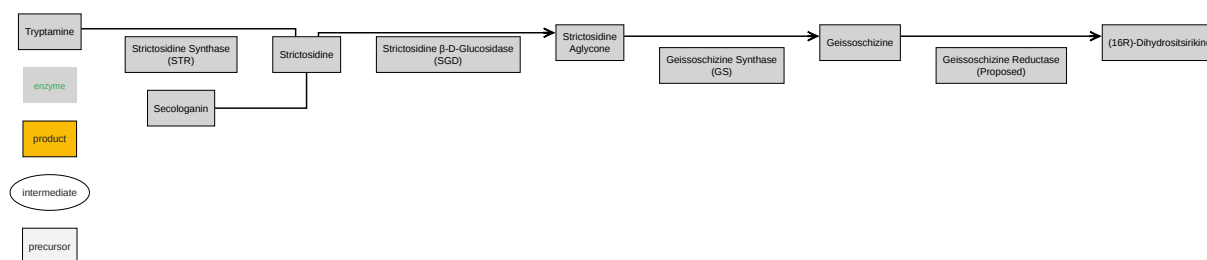 Tryptamine
Strictosidine Synthase
(STR)
Strictosidine
Strictosidine β-D-Glucosidase
(SGD)
Strictosidine
Aglycone
Geissoschizine Synthase
(GS)
Geissoschizine
Geissoschizine Reductase
(Proposed)
(16R)-Dihydrositsirikine
Secologanin
enzyme
product
intermediate
precursor